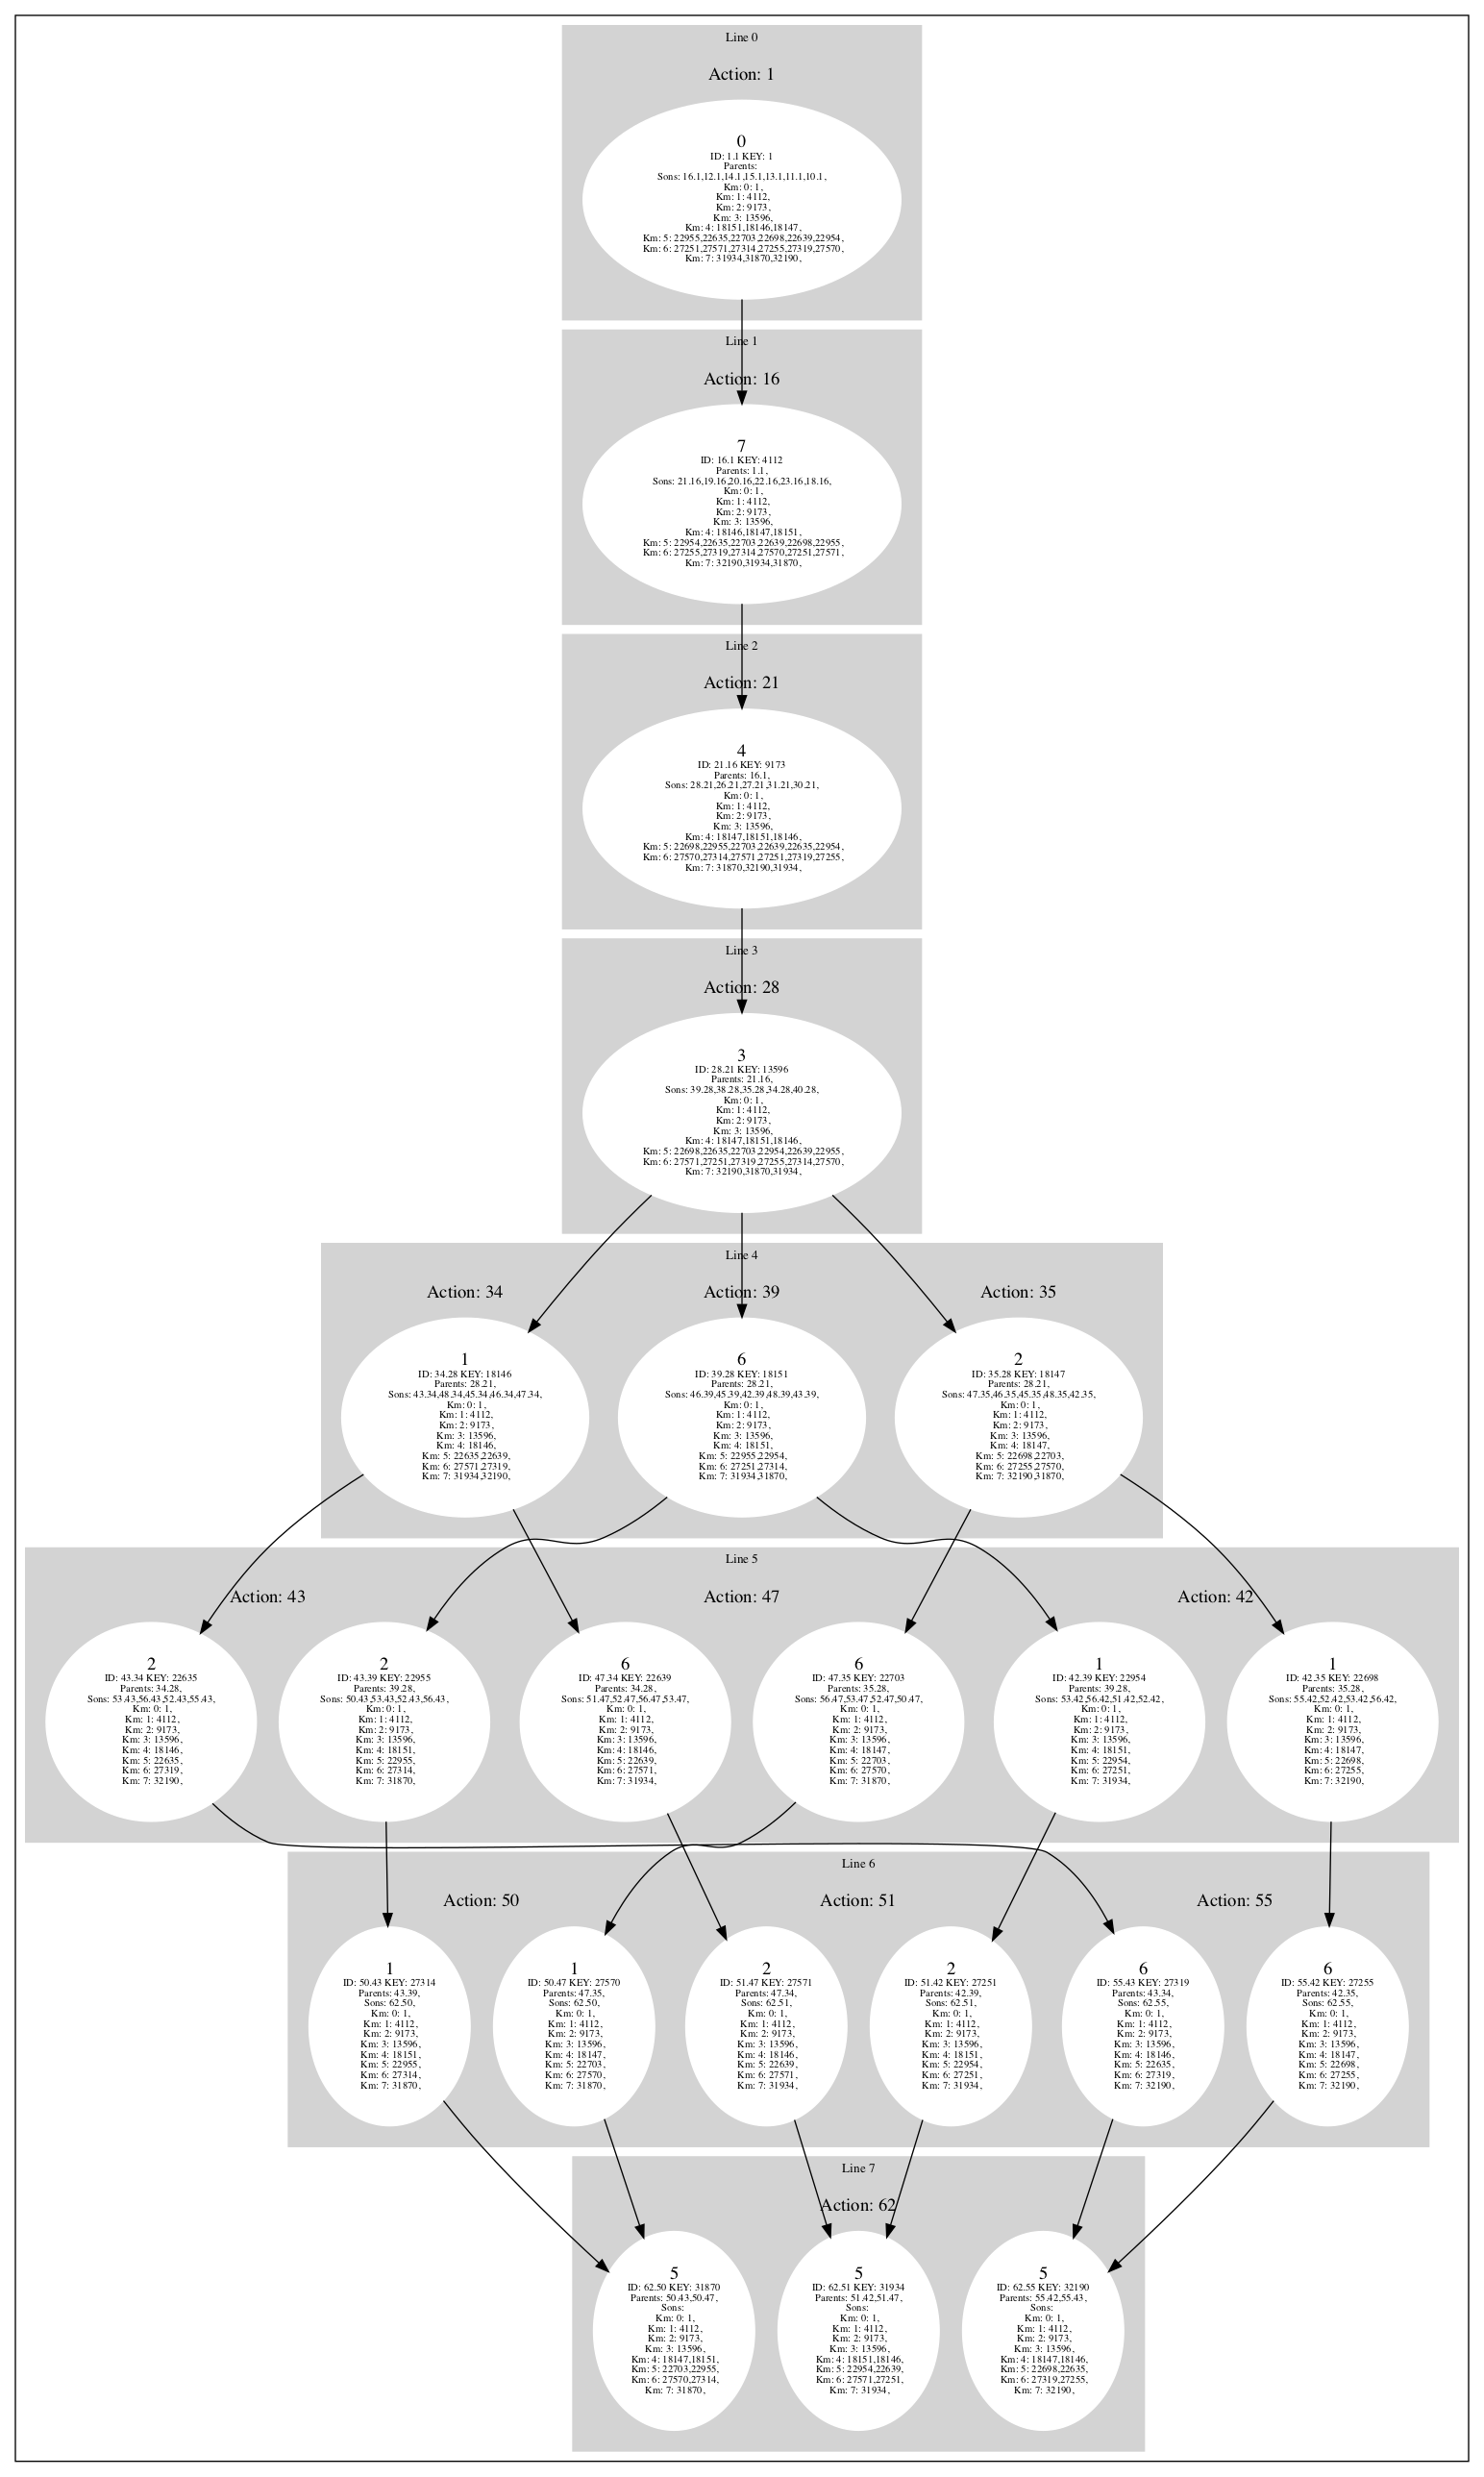 Line 0
Action: 1
0
ID: 1.1 KEY: 1
Parents:
Sons: 16.1,12.1,14.1,15.1,13.1,11.1,10.1,
Km: 0: 1,
Km: 1: 4112,
Km: 2: 9173,
Km: 3: 13596,
Km: 4: 18151,18146,18147,
Km: 5: 22955,22635,22703,22698,22639,22954,
Km: 6: 27251,27571,27314,27255,27319,27570,
Km: 7: 31934,31870,32190,
Line 1
Action: 16
7
ID: 16.1 KEY: 4112
Parents: 1.1,
Sons: 21.16,19.16,20.16,22.16,23.16,18.16,
Km: 0: 1,
Km: 1: 4112,
Km: 2: 9173,
Km: 3: 13596,
Km: 4: 18146,18147,18151,
Km: 5: 22954,22635,22703,22639,22698,22955,
Km: 6: 27255,27319,27314,27570,27251,27571,
Km: 7: 32190,31934,31870,
Line 2
Action: 21
4
ID: 21.16 KEY: 9173
Parents: 16.1,
Sons: 28.21,26.21,27.21,31.21,30.21,
Km: 0: 1,
Km: 1: 4112,
Km: 2: 9173,
Km: 3: 13596,
Km: 4: 18147,18151,18146,
Km: 5: 22698,22955,22703,22639,22635,22954,
Km: 6: 27570,27314,27571,27251,27319,27255,
Km: 7: 31870,32190,31934,
Line 3
Action: 28
3
ID: 28.21 KEY: 13596
Parents: 21.16,
Sons: 39.28,38.28,35.28,34.28,40.28,
Km: 0: 1,
Km: 1: 4112,
Km: 2: 9173,
Km: 3: 13596,
Km: 4: 18147,18151,18146,
Km: 5: 22698,22635,22703,22954,22639,22955,
Km: 6: 27571,27251,27319,27255,27314,27570,
Km: 7: 32190,31870,31934,
Line 4
Action: 34
1
ID: 34.28 KEY: 18146
Parents: 28.21,
Sons: 43.34,48.34,45.34,46.34,47.34,
Km: 0: 1,
Km: 1: 4112,
Km: 2: 9173,
Km: 3: 13596,
Km: 4: 18146,
Km: 5: 22635,22639,
Km: 6: 27571,27319,
Km: 7: 31934,32190,
Action: 39
6
ID: 39.28 KEY: 18151
Parents: 28.21,
Sons: 46.39,45.39,42.39,48.39,43.39,
Km: 0: 1,
Km: 1: 4112,
Km: 2: 9173,
Km: 3: 13596,
Km: 4: 18151,
Km: 5: 22955,22954,
Km: 6: 27251,27314,
Km: 7: 31934,31870,
Action: 35
2
ID: 35.28 KEY: 18147
Parents: 28.21,
Sons: 47.35,46.35,45.35,48.35,42.35,
Km: 0: 1,
Km: 1: 4112,
Km: 2: 9173,
Km: 3: 13596,
Km: 4: 18147,
Km: 5: 22698,22703,
Km: 6: 27255,27570,
Km: 7: 32190,31870,
Line 5
Action: 43
2
ID: 43.34 KEY: 22635
Parents: 34.28,
Sons: 53.43,56.43,52.43,55.43,
Km: 0: 1,
Km: 1: 4112,
Km: 2: 9173,
Km: 3: 13596,
Km: 4: 18146,
Km: 5: 22635,
Km: 6: 27319,
Km: 7: 32190,
2
ID: 43.39 KEY: 22955
Parents: 39.28,
Sons: 50.43,53.43,52.43,56.43,
Km: 0: 1,
Km: 1: 4112,
Km: 2: 9173,
Km: 3: 13596,
Km: 4: 18151,
Km: 5: 22955,
Km: 6: 27314,
Km: 7: 31870,
Action: 47
6
ID: 47.34 KEY: 22639
Parents: 34.28,
Sons: 51.47,52.47,56.47,53.47,
Km: 0: 1,
Km: 1: 4112,
Km: 2: 9173,
Km: 3: 13596,
Km: 4: 18146,
Km: 5: 22639,
Km: 6: 27571,
Km: 7: 31934,
6
ID: 47.35 KEY: 22703
Parents: 35.28,
Sons: 56.47,53.47,52.47,50.47,
Km: 0: 1,
Km: 1: 4112,
Km: 2: 9173,
Km: 3: 13596,
Km: 4: 18147,
Km: 5: 22703,
Km: 6: 27570,
Km: 7: 31870,
Action: 42
1
ID: 42.39 KEY: 22954
Parents: 39.28,
Sons: 53.42,56.42,51.42,52.42,
Km: 0: 1,
Km: 1: 4112,
Km: 2: 9173,
Km: 3: 13596,
Km: 4: 18151,
Km: 5: 22954,
Km: 6: 27251,
Km: 7: 31934,
1
ID: 42.35 KEY: 22698
Parents: 35.28,
Sons: 55.42,52.42,53.42,56.42,
Km: 0: 1,
Km: 1: 4112,
Km: 2: 9173,
Km: 3: 13596,
Km: 4: 18147,
Km: 5: 22698,
Km: 6: 27255,
Km: 7: 32190,
Line 6
Action: 50
1
ID: 50.43 KEY: 27314
Parents: 43.39,
Sons: 62.50,
Km: 0: 1,
Km: 1: 4112,
Km: 2: 9173,
Km: 3: 13596,
Km: 4: 18151,
Km: 5: 22955,
Km: 6: 27314,
Km: 7: 31870,
1
ID: 50.47 KEY: 27570
Parents: 47.35,
Sons: 62.50,
Km: 0: 1,
Km: 1: 4112,
Km: 2: 9173,
Km: 3: 13596,
Km: 4: 18147,
Km: 5: 22703,
Km: 6: 27570,
Km: 7: 31870,
Action: 51
2
ID: 51.47 KEY: 27571
Parents: 47.34,
Sons: 62.51,
Km: 0: 1,
Km: 1: 4112,
Km: 2: 9173,
Km: 3: 13596,
Km: 4: 18146,
Km: 5: 22639,
Km: 6: 27571,
Km: 7: 31934,
2
ID: 51.42 KEY: 27251
Parents: 42.39,
Sons: 62.51,
Km: 0: 1,
Km: 1: 4112,
Km: 2: 9173,
Km: 3: 13596,
Km: 4: 18151,
Km: 5: 22954,
Km: 6: 27251,
Km: 7: 31934,
Action: 55
6
ID: 55.43 KEY: 27319
Parents: 43.34,
Sons: 62.55,
Km: 0: 1,
Km: 1: 4112,
Km: 2: 9173,
Km: 3: 13596,
Km: 4: 18146,
Km: 5: 22635,
Km: 6: 27319,
Km: 7: 32190,
6
ID: 55.42 KEY: 27255
Parents: 42.35,
Sons: 62.55,
Km: 0: 1,
Km: 1: 4112,
Km: 2: 9173,
Km: 3: 13596,
Km: 4: 18147,
Km: 5: 22698,
Km: 6: 27255,
Km: 7: 32190,
Line 7
Action: 62
5
ID: 62.50 KEY: 31870
Parents: 50.43,50.47,
Sons:
Km: 0: 1,
Km: 1: 4112,
Km: 2: 9173,
Km: 3: 13596,
Km: 4: 18147,18151,
Km: 5: 22703,22955,
Km: 6: 27570,27314,
Km: 7: 31870,
5
ID: 62.51 KEY: 31934
Parents: 51.42,51.47,
Sons:
Km: 0: 1,
Km: 1: 4112,
Km: 2: 9173,
Km: 3: 13596,
Km: 4: 18151,18146,
Km: 5: 22954,22639,
Km: 6: 27571,27251,
Km: 7: 31934,
5
ID: 62.55 KEY: 32190
Parents: 55.42,55.43,
Sons:
Km: 0: 1,
Km: 1: 4112,
Km: 2: 9173,
Km: 3: 13596,
Km: 4: 18147,18146,
Km: 5: 22698,22635,
Km: 6: 27319,27255,
Km: 7: 32190,